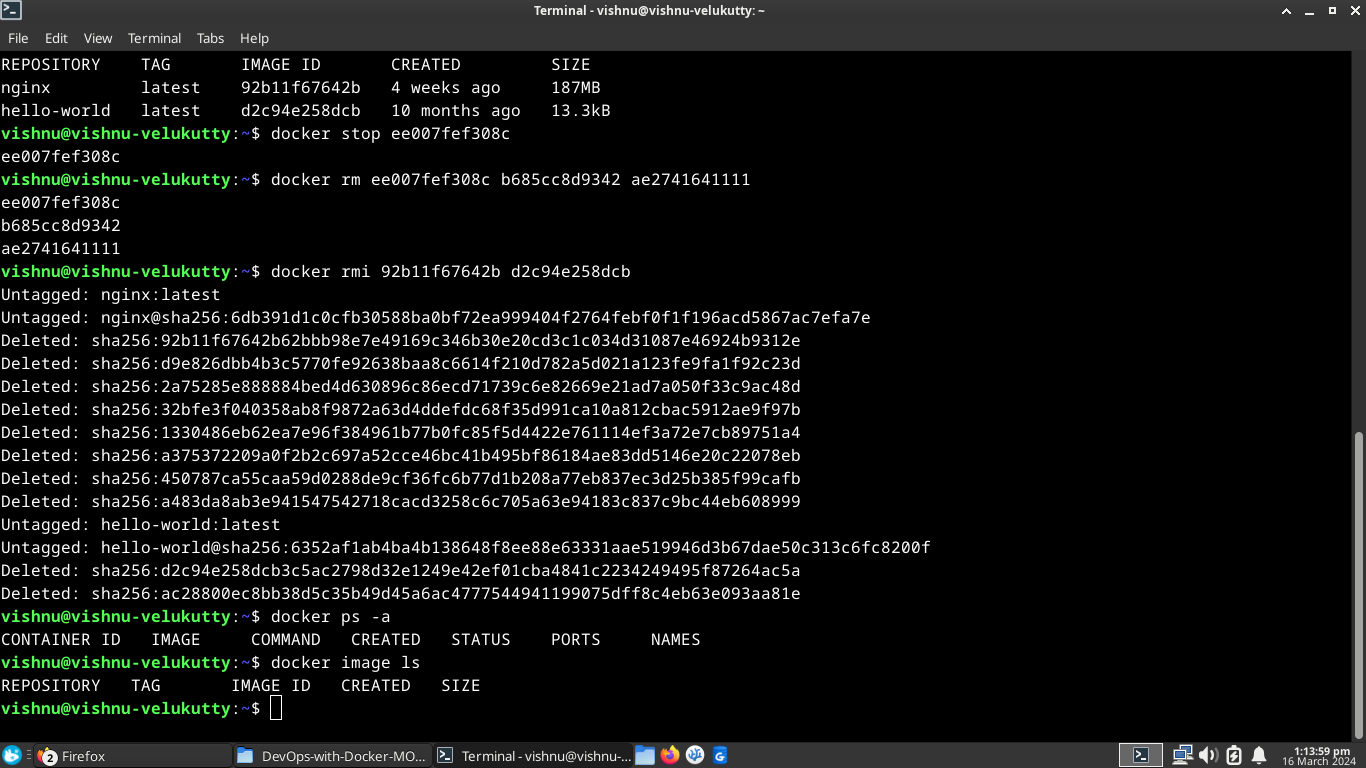 Terminal - vishnu@vishnu-velukutty: ~
File Edit View Terminal Tabs Help
REPOSITORY TAG IMAGE ID CREATED SIZE
nginx latest 92b11f67642b 4 weeks ago 187MB
hello-world latest d2c94e258dcb 10 months ago 13.3kB
vishnu@vishnu-velukutty:~$ docker stop ee007fef308c
ee007fef308c
vishnu@vishnu-velukutty:~$ docker rm ee007fef308c b685cc8d9342 ae2741641111
ee007fef308c
b685cc8d9342
ae2741641111
vishnu@vishnu-velukutty:~$ docker rmi 92b11f67642b d2c94e258dcb
Untagged: nginx:latest
Untagged: nginx@sha256:6db391d1c0cfb30588ba0bf72ea999404f2764febf0f1f196acd5867ac7efa7e
Deleted: sha256:92b11f67642b62bbb98e7e49169c346b30e20cd3c1c034d31087e46924b9312e
Deleted: sha256:d9e826dbb4b3c5770fe92638baa8c6614f210d782a5d021a123fe9fa1f92c23d
Deleted: sha256:2a75285e888884bed4d630896c86ecd71739c6e82669e21ad7a050f33c9ac48d
Deleted: sha256:32bfe3f040358ab8f9872a63d4ddefdc68f35d991ca10a812cbac5912ae9f97b
Deleted: sha256:1330486eb62ea7e96f384961b77b0fc85f5d4422e761114ef3a72e7cb89751a4
Deleted: sha256:a375372209a0f2b2c697a52cce46bc41b495bf86184ae83dd5146e20c22078eb
Deleted: sha256:450787ca55caa59d0288de9cf36fc6b77d1b208a77eb837ec3d25b385f99cafb
Deleted: sha256:a483da8ab3e941547542718cacd3258c6c705a63e94183c837c9bc44eb608999
Untagged: hello-world:latest
Untagged: hello-world@sha256:6352af1ab4ba4b138648f8ee88e63331aae519946d3b67dae50c313c6fc8200f
Deleted: sha256:d2c94e258dcb3c5ac2798d32e1249e42ef01cba4841c2234249495f87264ac5a
Deleted: sha256:ac28800ec8bb38d5c35b49d45a6ac4777544941199075dff8c4eb63e093aa81e
vishnu@vishnu-velukutty:~$ docker ps -a
CONTAINER ID IMAGE COMMAND CREATED STATUS PORTS NAMES
vishnu@vishnu-velukutty:~$ docker image ls
REPOSITORY TAG IMAGE ID CREATED SIZE
vishnu@vishnu-velukutty:~$
2 Firefox DevOps-with-Docker-MO... Terminal - vishnu@vishnu-... 1:13:59 pm
16 March 2024